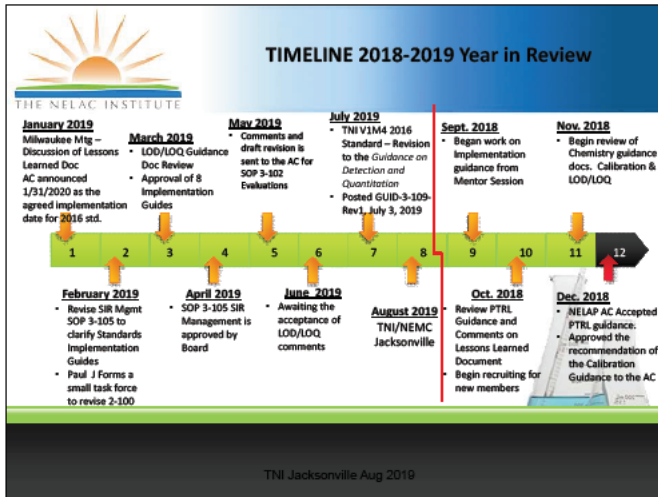 TIMELINE 2018-2019 Year in Review
THE NELAC INSTITUTE
January 2019
Milwaukee Mtg –
Discussion of Lessons
Learned Doc
AC announced
1/31/2020 as the
agreed implementation
date for 2016 std.
March 2019
• LOD/LOQ Guidance
Doc Review
• Approval of 8
Implementation
Guides
May 2019
• Comments and
draft revision is
sent to the AC for
SOP 3-102
Evaluations
July 2019
• TNI V1M4 2016
Standard – Revision
to the Guidance on
Detection and
Quantitation
• Posted GUID-3-109-
Rev1, July 3, 2019
Sept. 2018
• Began work on
Implementation
guidance from
Mentor Session
Nov. 2018
• Begin review of
Chemistry guidance
docs. Calibration &
LOD/LOQ
1 2 3 4 5 6 7 8 9 10 11 12
February 2019
• Revise SIR Mgmt
SOP 3-105 to
clarify Standards
Implementation
Guides
• Paul J Forms a
small task force
to revise 2-100
April 2019
• SOP 3-105 SIR
Management is
approved by
Board
June 2019
• Awaiting the
acceptance of
LOD/LOQ
comments
August 2019
TNI/NEMC
Jacksonville
Oct. 2018
• Review PTRL
Guidance and
Comments on
Lessons Learned
Document
• Begin recruiting for
new members
Dec. 2018
• NELAP AC Accepted
PTRL guidance.
• Approved the
recommendation of
the Calibration
Guidance to the AC
TNI Jacksonville Aug 2019